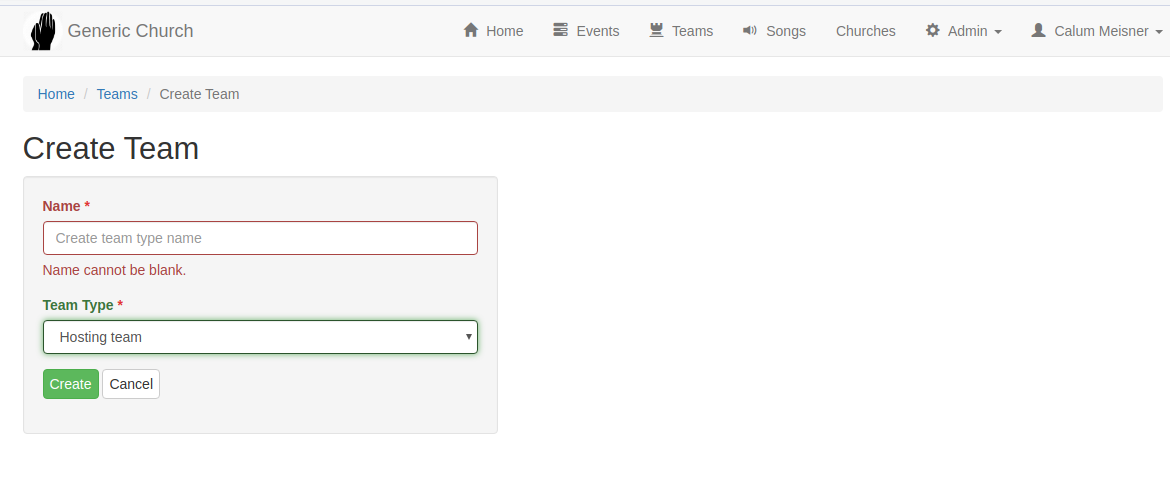 Generic Church Home Events Teams Songs Churches Admin Calum Meisner
Home / Teams / Create Team
Create Team
Name *
Create team type name
Name cannot be blank.
Team Type *
Hosting team
Create Cancel